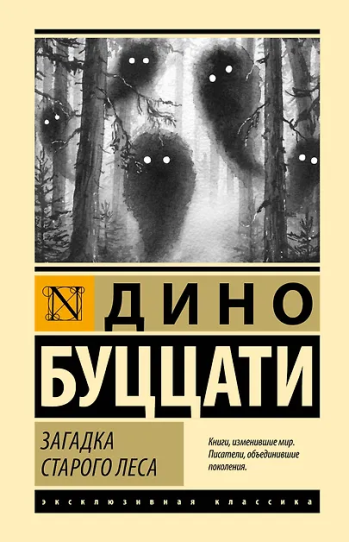 N
ДИНО
БУЦЦАТИ
ЗАГАДКА
СТАРОГО ЛЕСА
Книги, изменившие мир.
Писатели, объединившие
поколения.
эксклюзивная классика